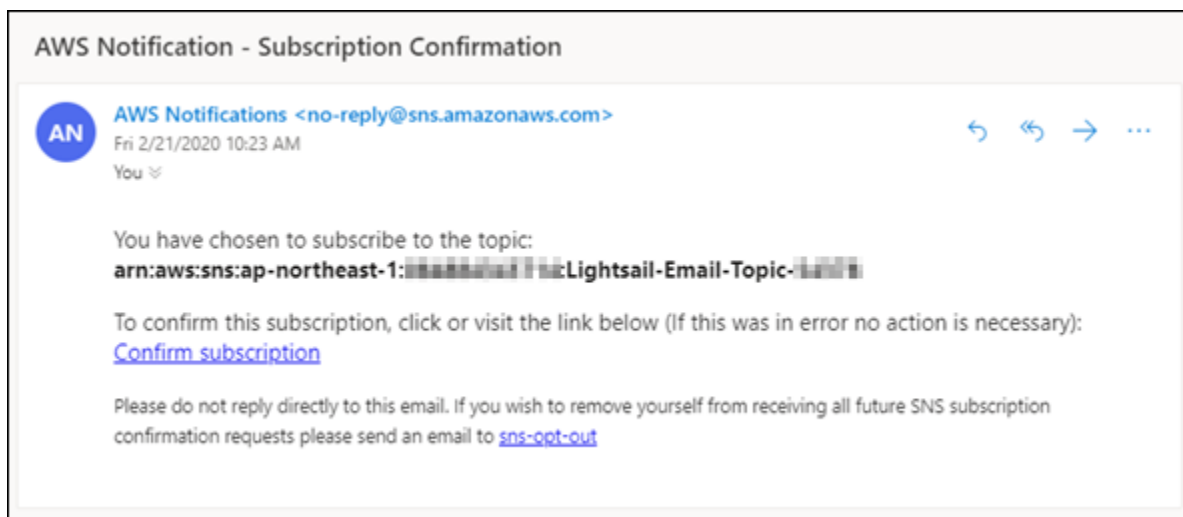 AWS Notification - Subscription Confirmation
AN
AWS Notifications <no-reply@sns.amazonaws.com>
Fri 2/21/2020 10:23 AM
You
You have chosen to subscribe to the topic:
arn:aws:sns:ap-northeast-1: :Lightsail-Email-Topic-
To confirm this subscription, click or visit the link below (If this was in error no action is necessary):
Confirm subscription
Please do not reply directly to this email. If you wish to remove yourself from receiving all future SNS subscription
confirmation requests please send an email to sns-opt-out